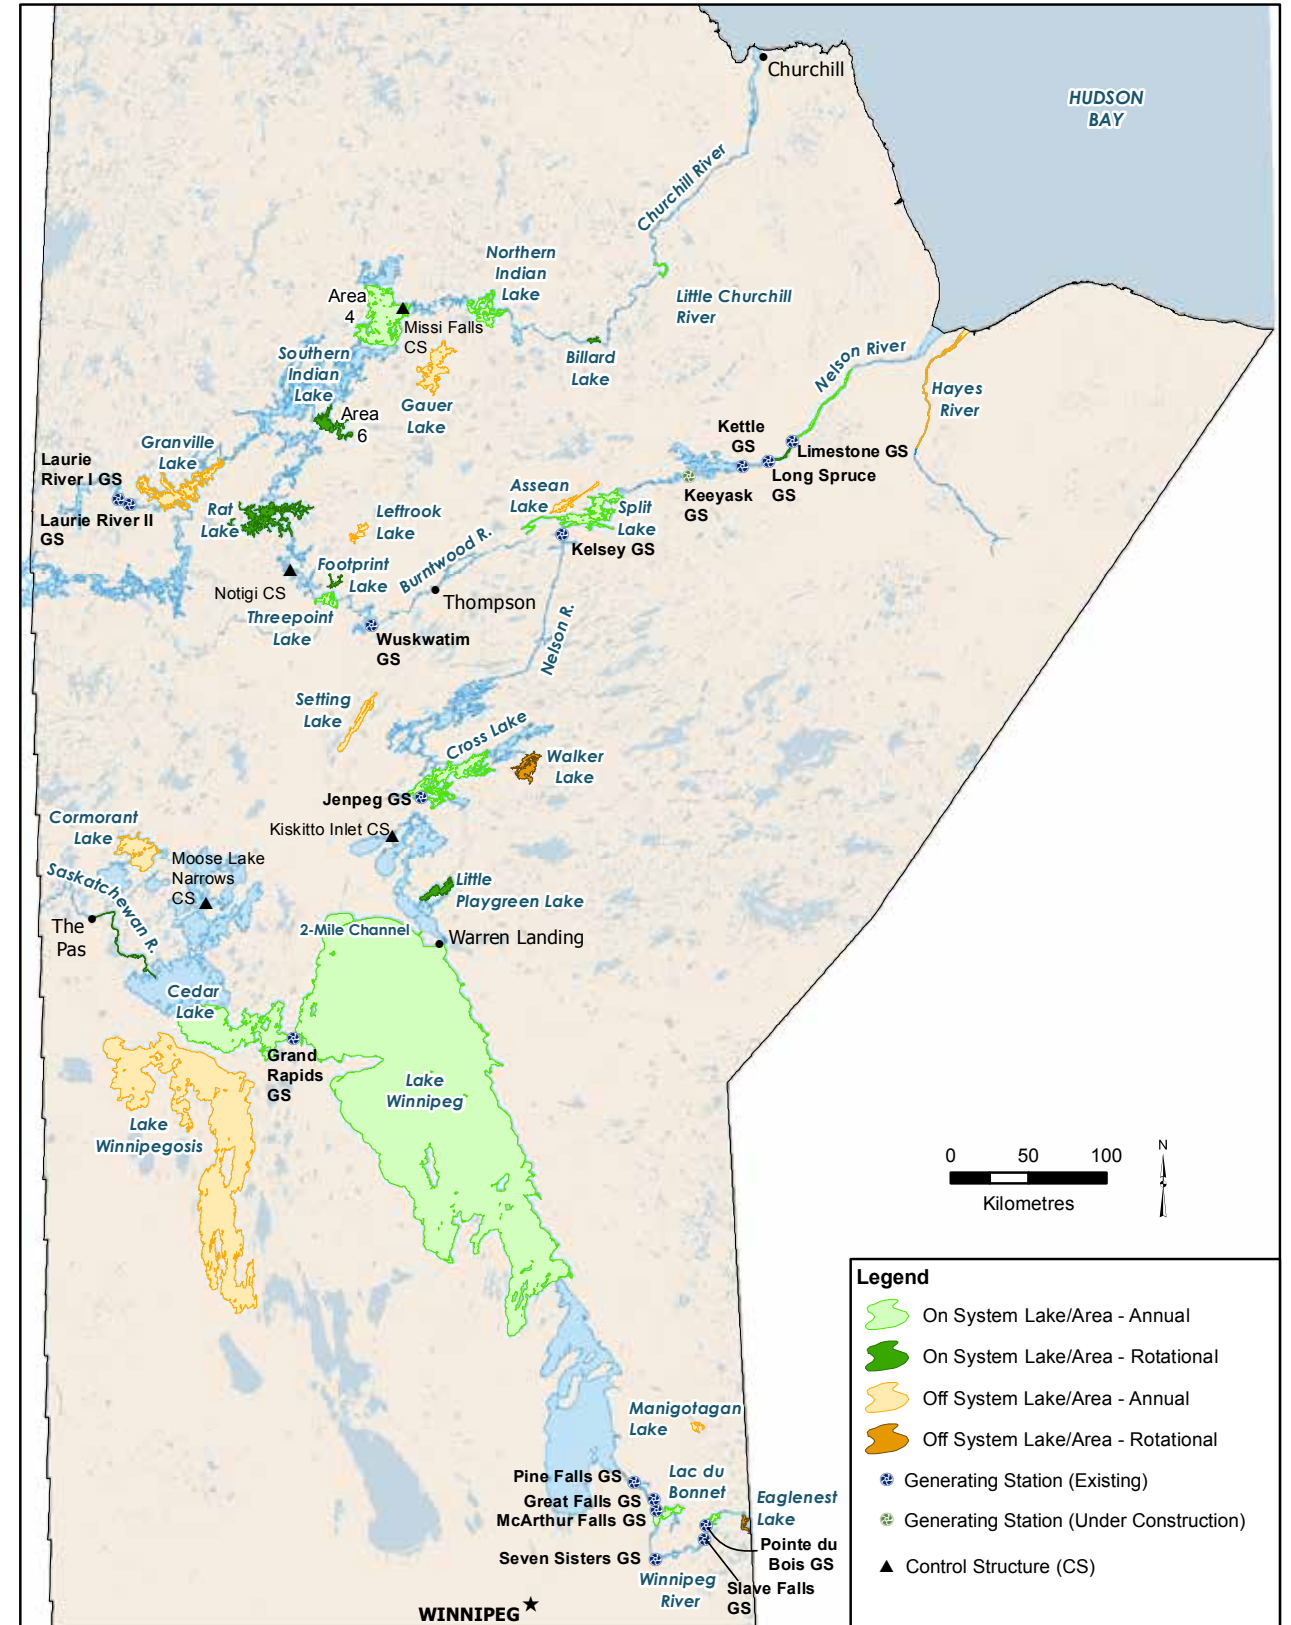 Churchill
HUDSON
BAY
Churchill River
Northern
Indian
Lake
Little Churchill
River
Area
4
Missi Falls
CS
Southern
Indian
Lake
Billard
Lake
Gauer
Lake
Nelson River
Hayes
River
Area
6
Granville
Lake
Laurie
River I GS
Laurie River II
GS
Kettle
GS
Limestone GS
Long Spruce
GS
Keeyask
GS
Assean
Lake
Split
Lake
Kelsey GS
Rat
Lake
Leftrook
Lake
Footprint
Lake
Burntwood R.
Notigi CS
Thompson
Threepoint
Lake
Wuskwatim
GS
Nelson R.
Setting
Lake
Cross Lake
Walker
Lake
Jenpeg GS
Kiskitto Inlet CS
Cormorant
Lake
Moose Lake
Narrows
CS
Saskatchewan R.
Little
Playgreen Lake
The
Pas
2-Mile Channel
Warren Landing
Cedar
Lake
Grand
Rapids
GS
Lake
Winnipeg
Lake
Winnipegosis
0 50 100
Kilometres
N
Manigotagan
Lake
Pine Falls GS
Lac du
Bonnet
Great Falls GS
McArthur Falls GS
Eaglenest
Lake
Pointe du
Bois GS
Seven Sisters GS
Winnipeg
River
Slave Falls
GS
WINNIPEG
Legend
On System Lake/Area - Annual
On System Lake/Area - Rotational
Off System Lake/Area - Annual
Off System Lake/Area - Rotational
Generating Station (Existing)
Generating Station (Under Construction)
Control Structure (CS)